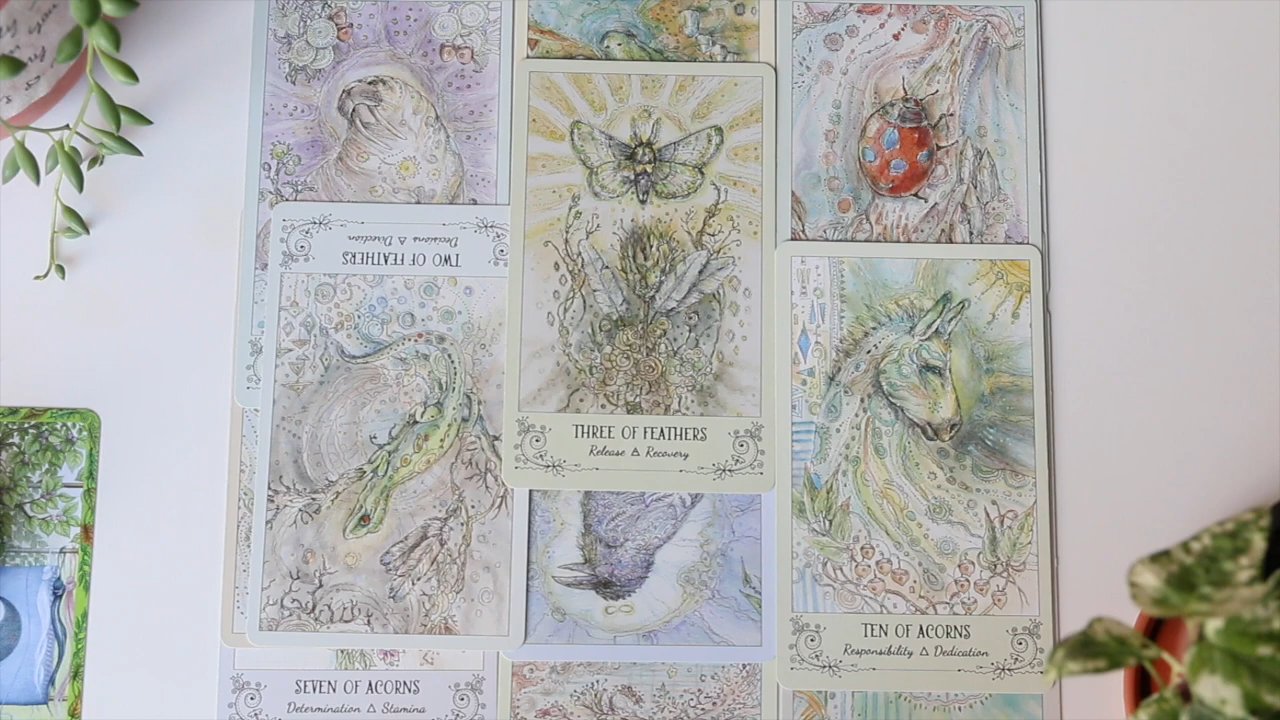 Decisions △ Direction
TWO OF FEATHERS
THREE OF FEATHERS
Release △ Recovery
TEN OF ACORNS
Responsibility △ Dedication
SEVEN OF ACORNS
Determination △ Stamina